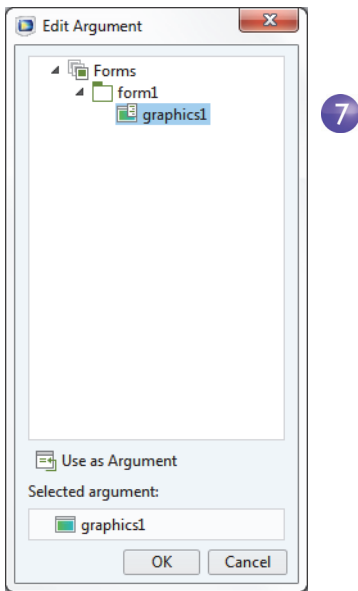 Edit Argument
Forms
form1
graphics1
7
Use as Argument
Selected argument:
graphics1
OK
Cancel